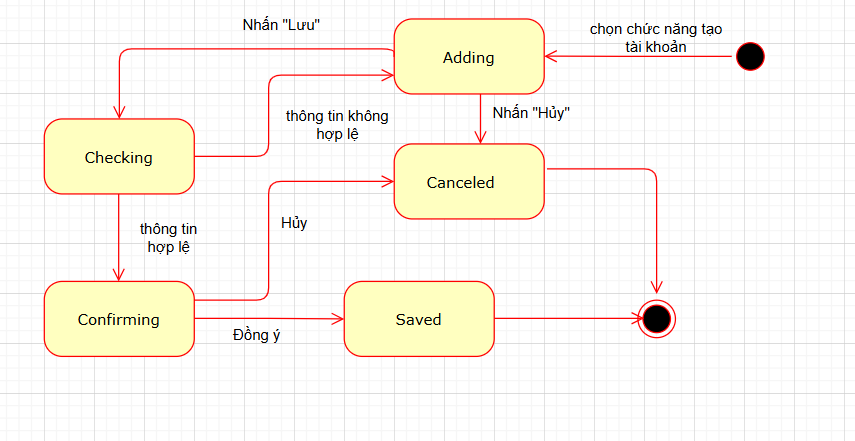 Nhấn "Lưu"
chọn chức năng tạo
tài khoản
Adding
thông tin không
hợp lệ
Nhấn "Hủy"
Checking
Canceled
thông tin
hợp lệ
Hủy
Confirming
Đồng ý
Saved